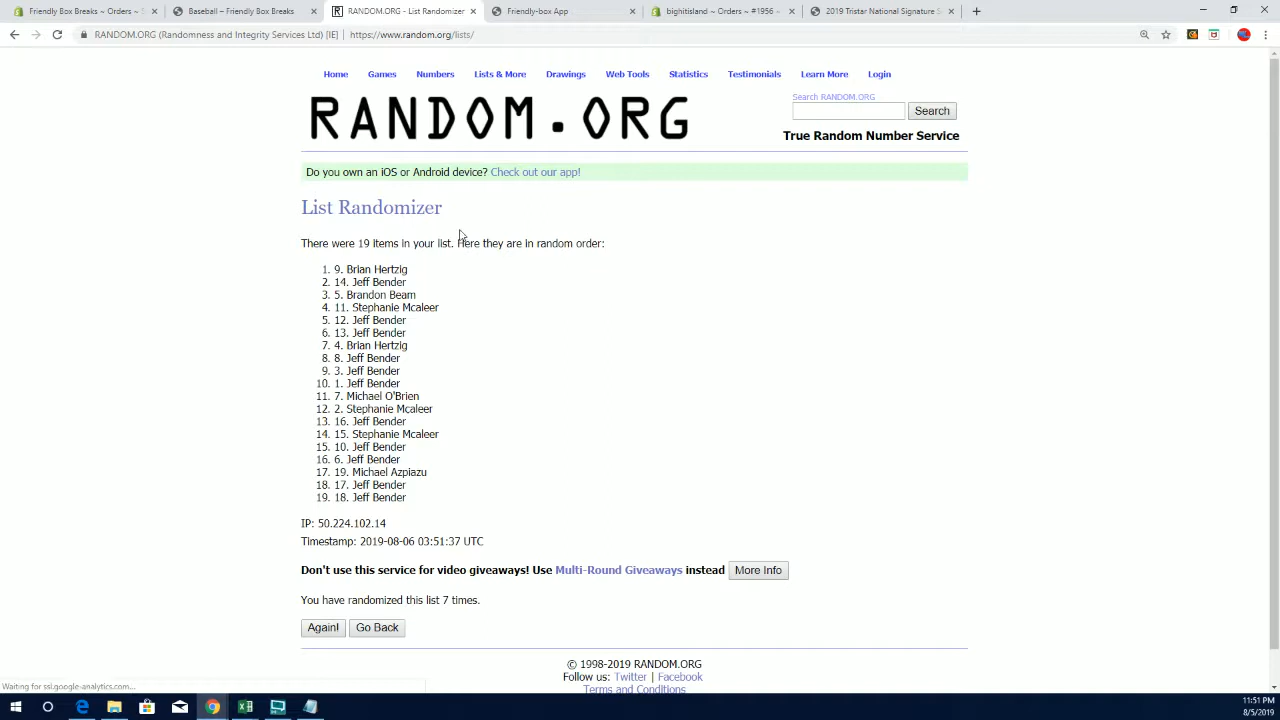 Friendly Box Breaks ~ Orders ~
Baseball – Friendly Box Breaks
RANDOM.ORG - List Randomizer
Friendly-box App
bightisland ~ Orders ~ #1956 ~
2019 Tristar National Signature S
RANDOM.ORG (Randomness and Integrity Services Ltd) [IE] | https://www.random.org/lists/
Home Games Numbers Lists & More Drawings Web Tools Statistics Testimonials Learn More Login
RANDOM.ORG
Search RANDOM.ORG
Search
True Random Number Service
Do you own an iOS or Android device? Check out our app!
List Randomizer
There were 19 items in your list. Here they are in random order:
1. 9. Brian Hertzig
2. 14. Jeff Bender
3. 5. Brandon Beam
4. 11. Stephanie Mcaleer
5. 12. Jeff Bender
6. 13. Jeff Bender
7. 4. Brian Hertzig
8. 8. Jeff Bender
9. 3. Jeff Bender
10. 1. Jeff Bender
11. 7. Michael O'Brien
12. 2. Stephanie Mcaleer
13. 16. Jeff Bender
14. 15. Stephanie Mcaleer
15. 10. Jeff Bender
16. 6. Jeff Bender
17. 19. Michael Azpiazu
18. 17. Jeff Bender
19. 18. Jeff Bender
IP: 50.224.102.14
Timestamp: 2019-08-06 03:51:37 UTC
Don't use this service for video giveaways! Use Multi-Round Giveaways instead More Info
You have randomized this list 7 times.
Again! Go Back
© 1998-2019 RANDOM.ORG
Follow us: Twitter | Facebook
Terms and Conditions
Waiting for ssl.google-analytics.com...
11:51 PM
8/5/2019